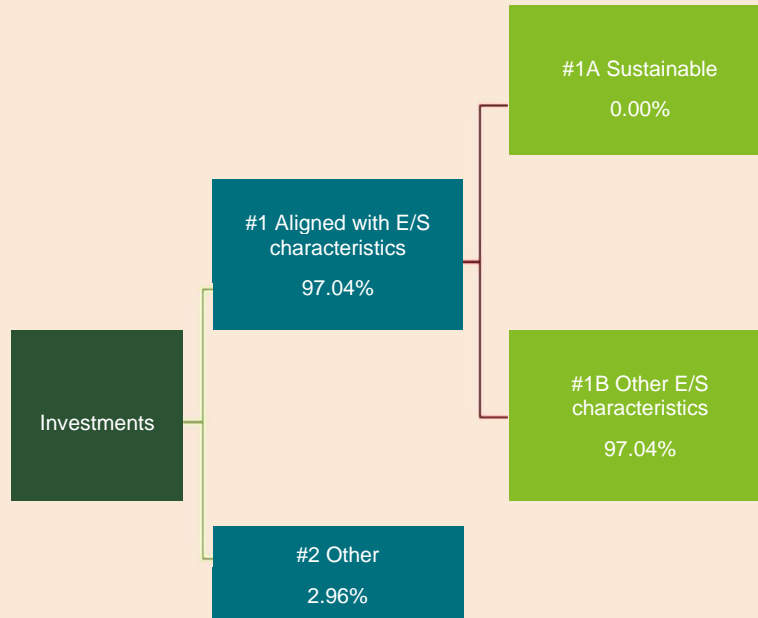 #1A Sustainable
0.00%
#1 Aligned with E/S
characteristics
97.04%
Investments
#1B Other E/S
characteristics
97.04%
#2 Other
2.96%